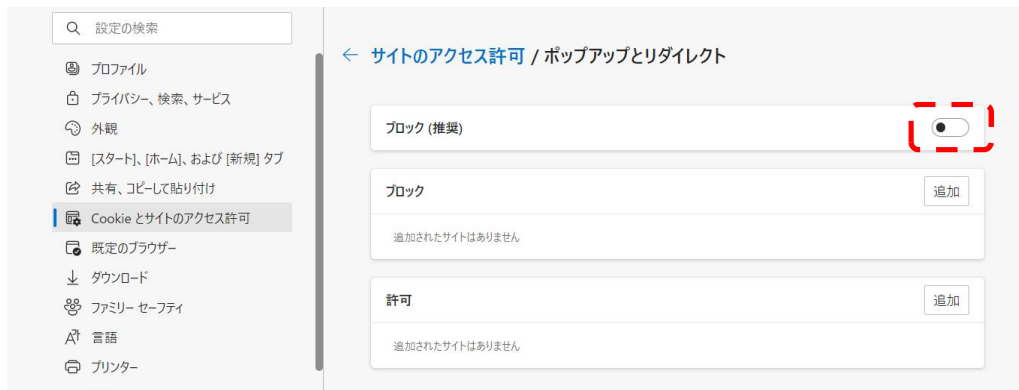 設定の検索
プロファイル
プライバシー、検索、サービス
外観
[スタート]、[ホーム]、および [新規] タブ
共有、コピーして貼り付け
Cookie とサイトのアクセス許可
既定のブラウザー
ダウンロード
ファミリー セーフティ
言語
プリンター
← サイトのアクセス許可 / ポップアップとリダイレクト
ブロック (推奨)
ブロック 追加
追加されたサイトはありません
許可 追加
追加されたサイトはありません